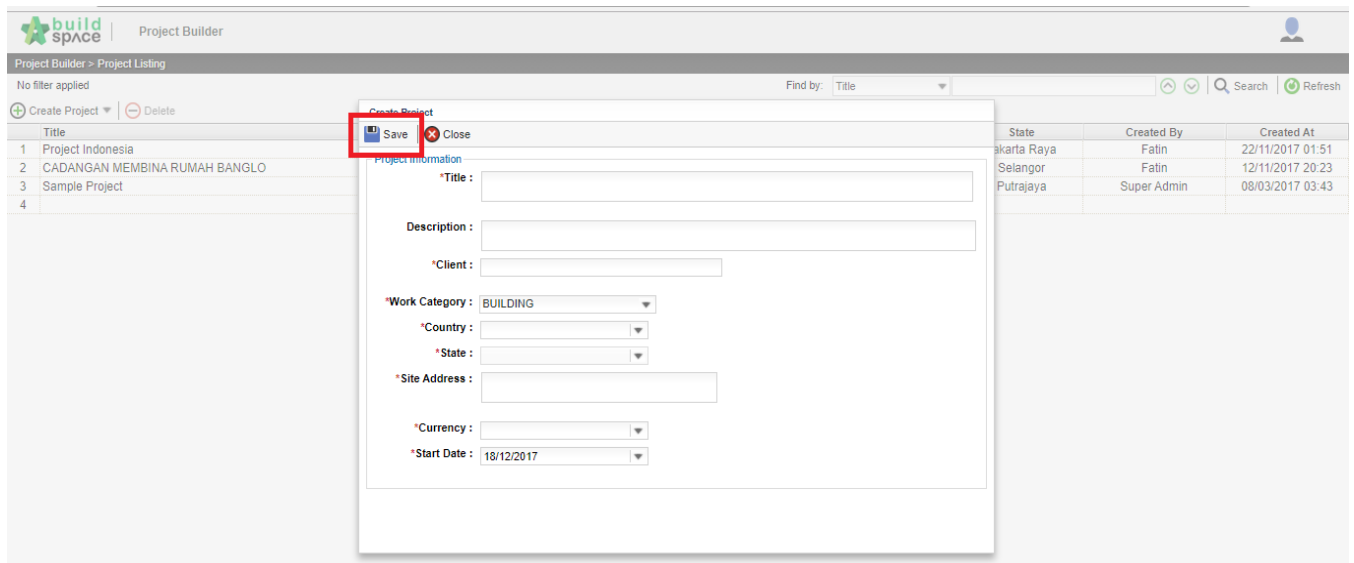 build
space
Project Builder
Project Builder > Project Listing
No filter applied
Find by: Title Search Refresh
Create Project Delete
Create Project
Save Close
Title State Created By Created At
1 Project Indonesia akarta Raya Fatin 22/11/2017 01:51
2 CADANGAN MEMBINA RUMAH BANGLO Selangor Fatin 12/11/2017 20:23
3 Sample Project Putrajaya Super Admin 08/03/2017 03:43
4
Project Information
*Title :
Description :
*Client :
*Work Category : BUILDING
*Country :
*State :
*Site Address :
*Currency :
*Start Date : 18/12/2017